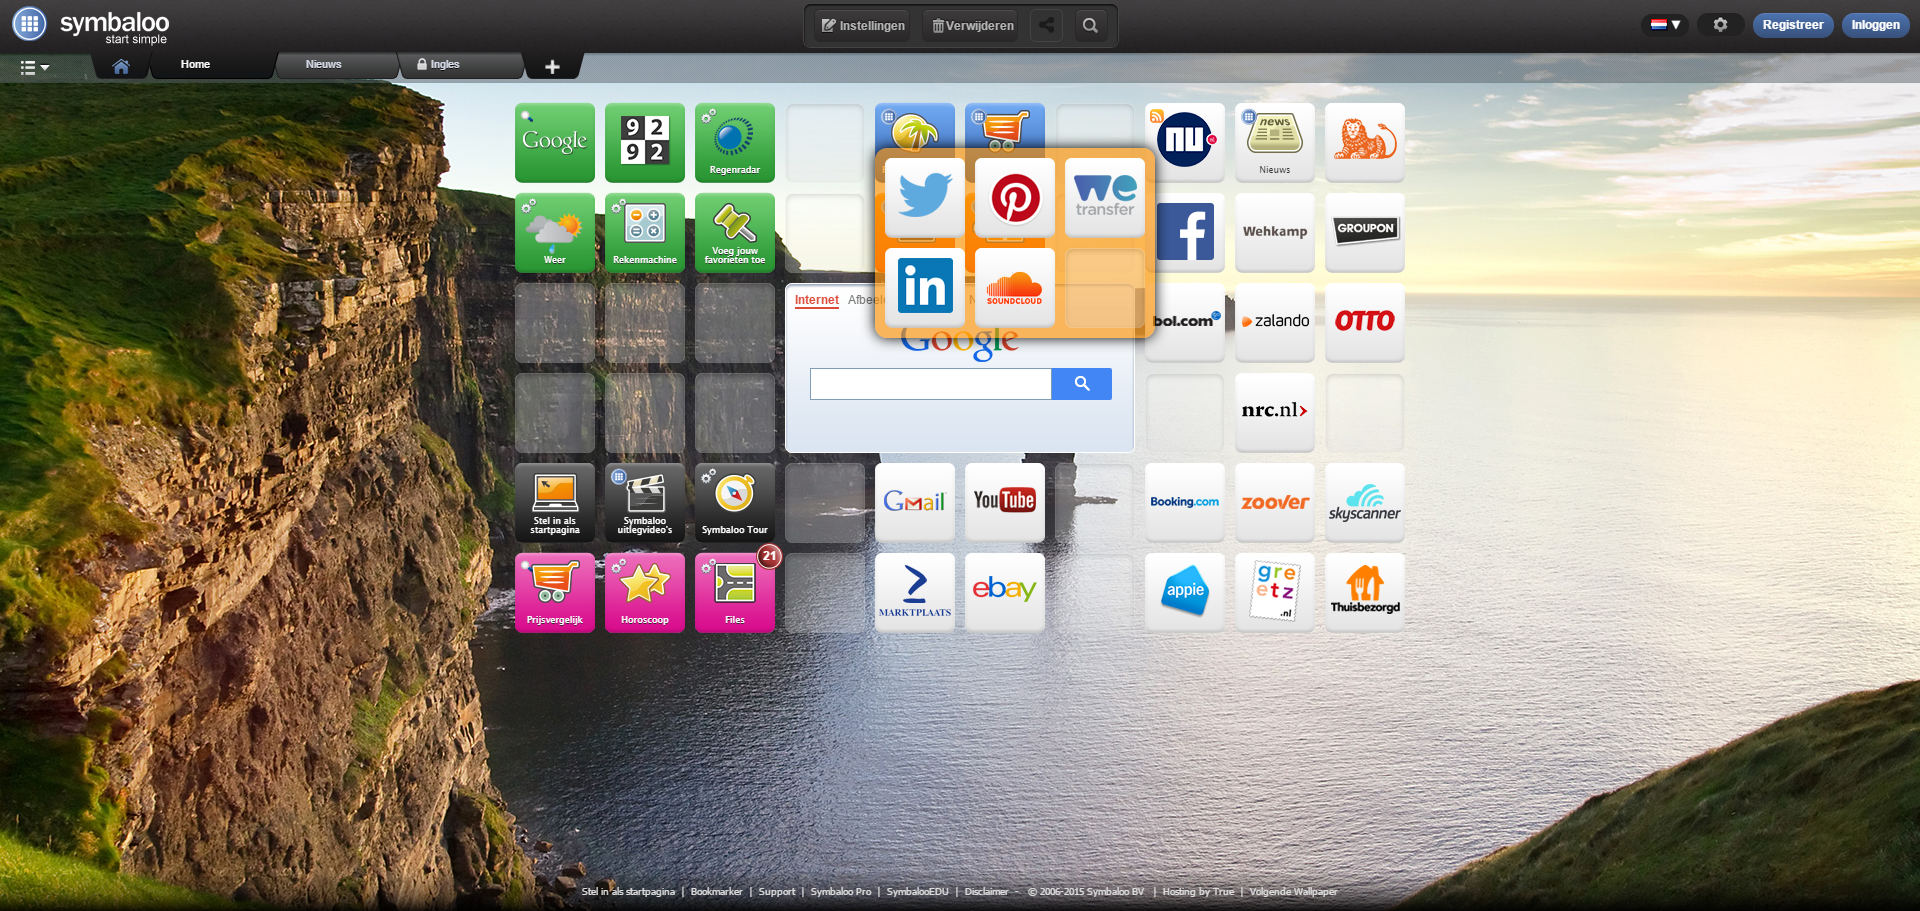 symbaloo
start simple
Instellingen
Verwijderen
Registreer
Inloggen
Home
Nieuws
Ingles
Google
9 2
9 2
Regenradar
nu
news
Nieuws
Weer
Rekenmachine
Voeg jouw
favorieten toe
we
transfer
Wehkamp
GROUPON
in
SOUNDCLOUD
Internet
Google
bol.com
zalando
OTTO
nrc.nl>
Stel in als
startpagina
Symbaloo
uitlegvideo's
Symbaloo Tour
Gmail
YouTube
Booking.com
zoover
skyscanner
21
Prijsvergelijk
Horoscoop
Files
MARKTPLAATS
ebay
appie
gre
etz
.nl
Thuisbezorgd
Stel in als startpagina | Bookmarker | Support | Symbaloo Pro | SymbalooEDU | Disclaimer - © 2006-2015 Symbaloo BV | Hosting by True | Volgende Wallpaper